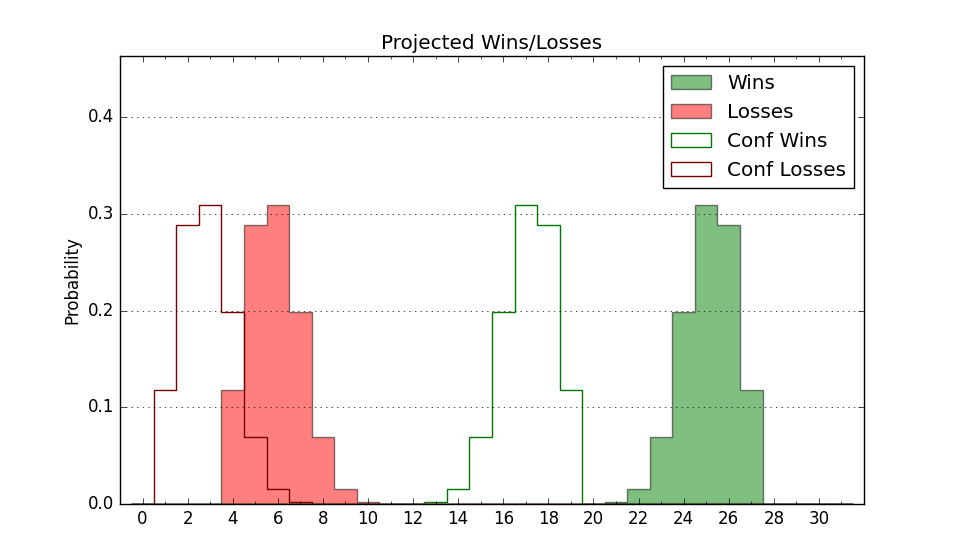 Projected Wins/Losses
Wins
Losses
Conf Wins
Conf Losses
Probability
0.4
0.3
0.2
0.1
0.0
0 2 4 6 8 10 12 14 16 18 20 22 24 26 28 30